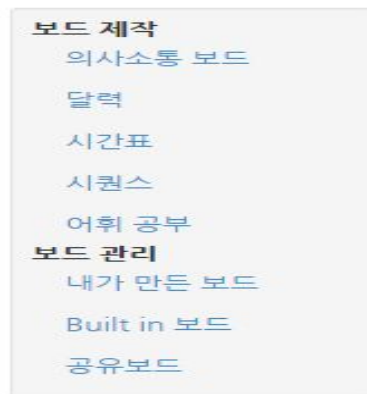 보드 제작
의사소통 보드
달력
시간표
시퀀스
어휘 공부
보드 관리
내가 만든 보드
Built in 보드
공유보드